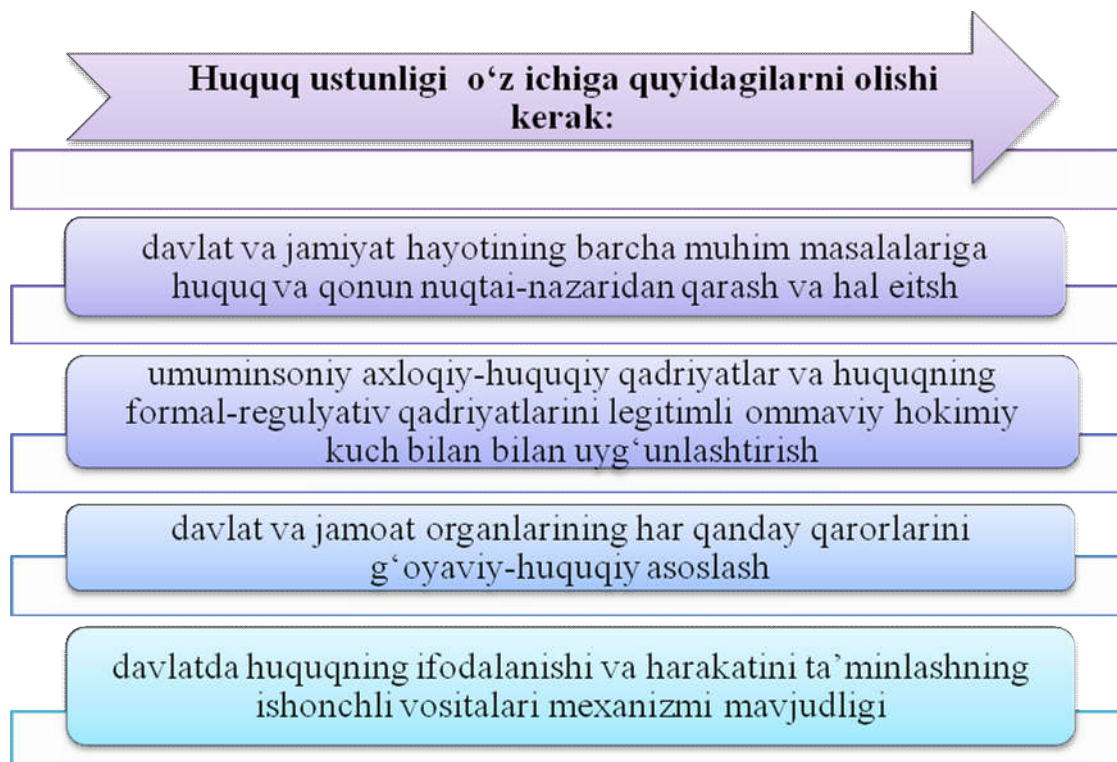 Huquq ustunligi o‘z ichiga quyidagilarni olishi
kerak:
davlat va jamiyat hayotining barcha muhim masalalariga
huquq va qonun nuqtai-nazaridan qarash va hal eitsh
umuminsoniy axloqiy-huquqiy qadriyatlar va huquqning
formal-regulyativ qadriyatlarini legitimli ommaviy hokimiy
kuch bilan bilan uyg‘unlashtirish
davlat va jamoat organlarining har qanday qarorlarini
g‘oyaviy-huquqiy asoslash
davlatda huquqning ifodalanishi va harakatini ta’minlashning
ishonchli vositalari mexanizmi mavjudligi